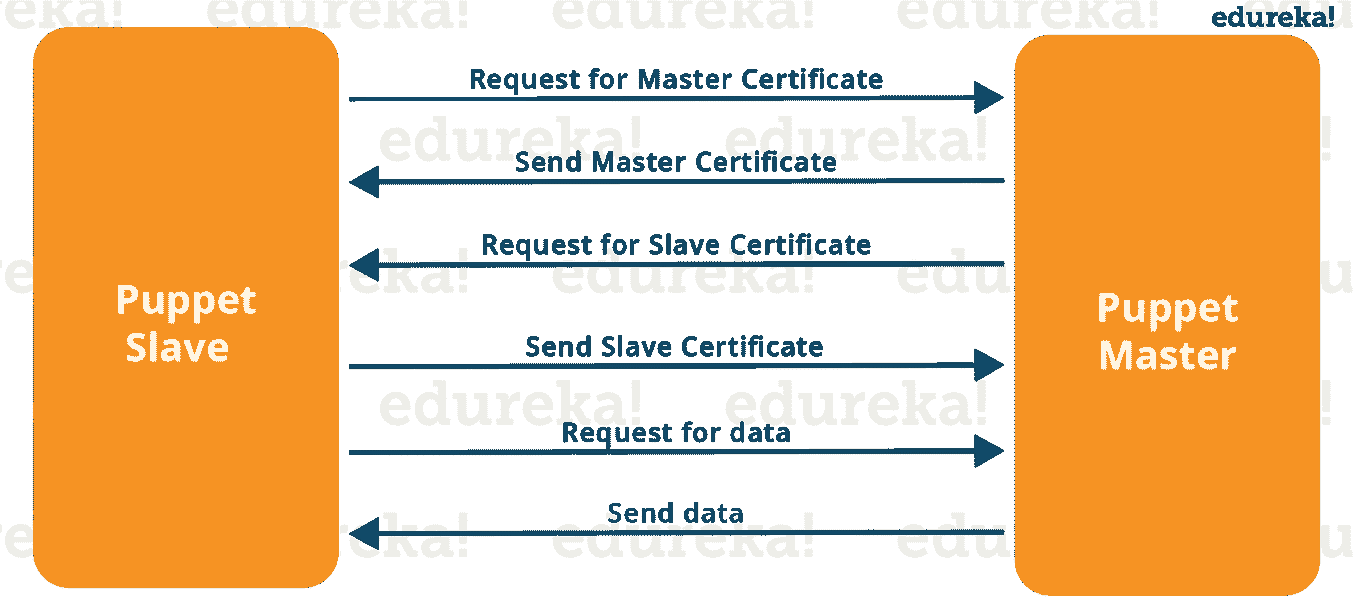 edureka!
Request for Master Certificate
Send Master Certificate
Request for Slave Certificate
Puppet
Slave
Puppet
Master
Send Slave Certificate
Request for data
Send data